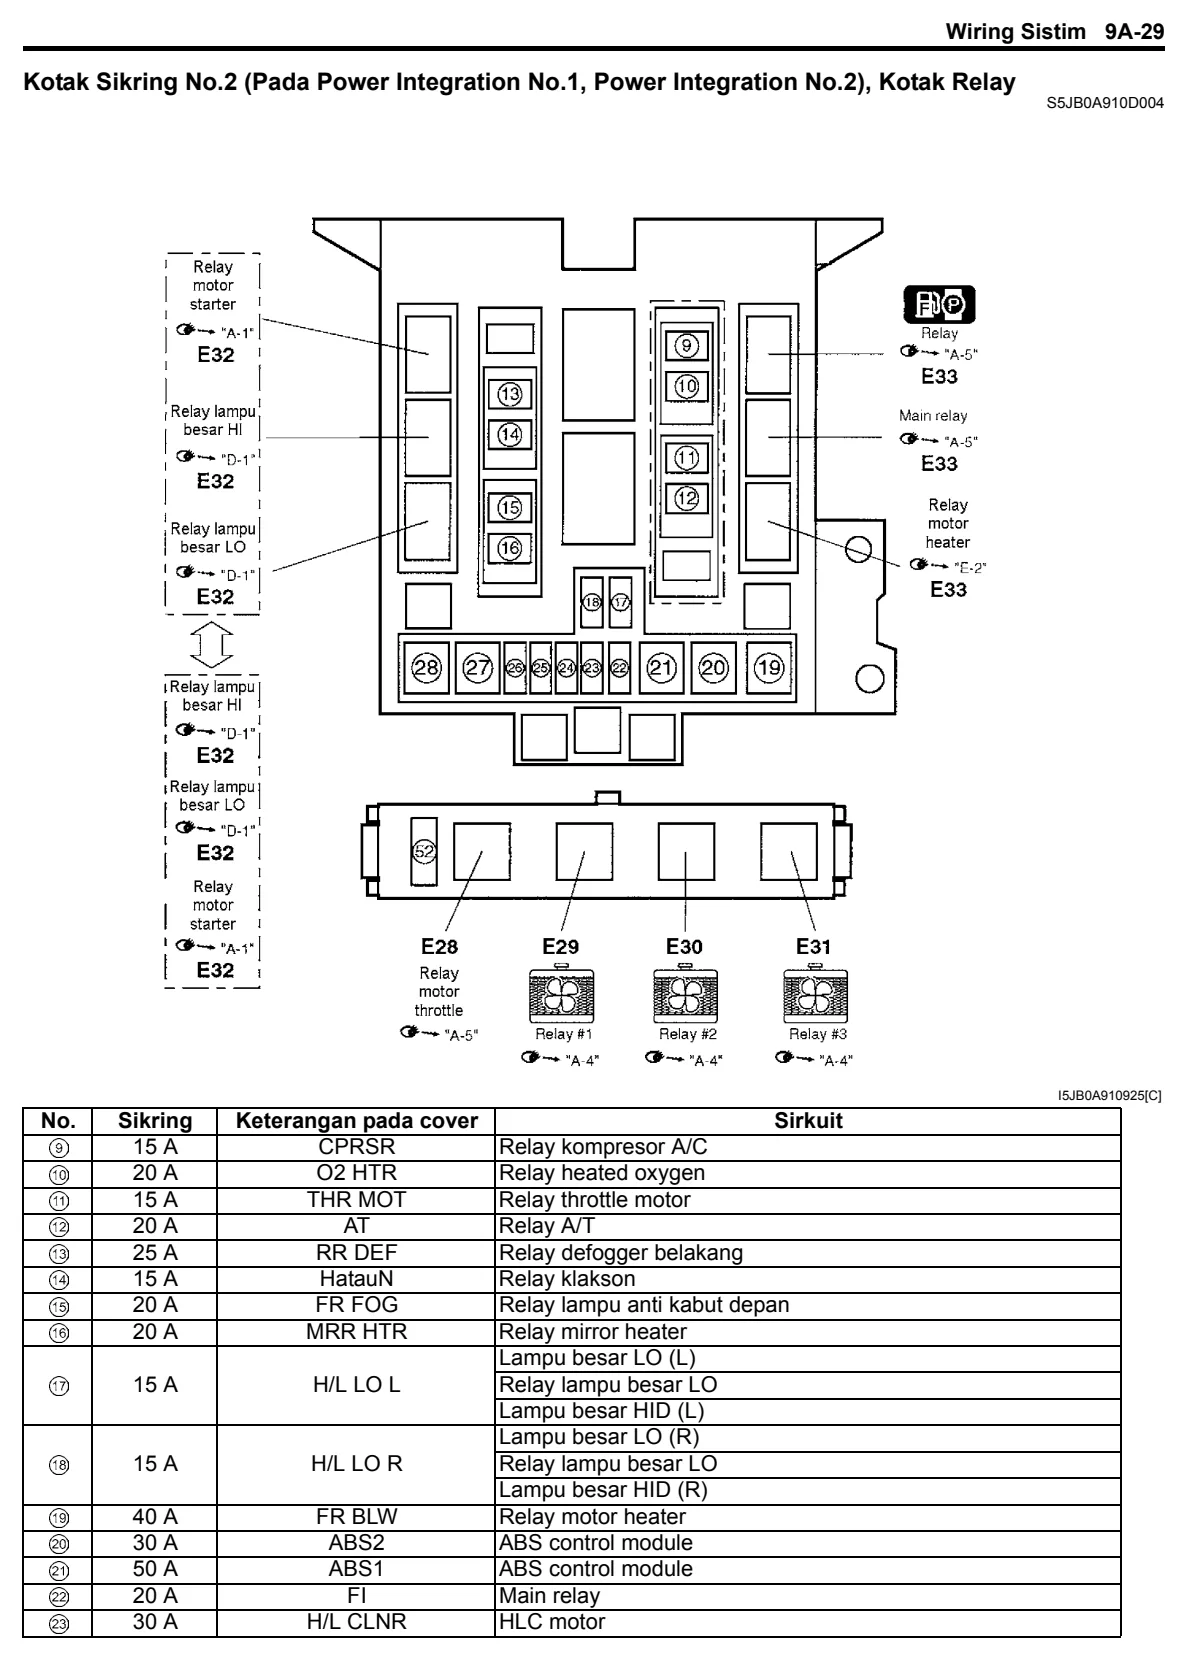 Wiring Sistim 9A-29
Kotak Sikring No.2 (Pada Power Integration No.1, Power Integration No.2), Kotak Relay
S5JB0A910D004
Relay
motor
starter
"A-1"
E32
Relay lampu
besar HI
"D-1"
E32
Relay lampu
besar LO
"D-1"
E32
Relay lampu
besar HI
"D-1"
E32
Relay lampu
besar LO
"D-1"
E32
Relay
motor
starter
"A-1"
E32
13
14
15
16
9
10
11
12
18 17
28 27 26 25 24 23 22 21 20 19
P
Relay
"A-5"
E33
Main relay
"A-5"
E33
Relay
motor
heater
"E-2"
E33
52
E28 E29 E30 E31
Relay
motor
throttle
"A-5"
Relay #1 Relay #2 Relay #3
"A-4" "A-4" "A-4"
I5JB0A910925[C]
No. Sikring Keterangan pada cover Sirkuit
9 15 A CPRSR Relay kompresor A/C
10 20 A O2 HTR Relay heated oxygen
11 15 A THR MOT Relay throttle motor
12 20 A AT Relay A/T
13 25 A RR DEF Relay defogger belakang
14 15 A HatauN Relay klakson
15 20 A FR FOG Relay lampu anti kabut depan
16 20 A MRR HTR Relay mirror heater
17 15 A H/L LO L Lampu besar LO (L)
Relay lampu besar LO
Lampu besar HID (L)
18 15 A H/L LO R Lampu besar LO (R)
Relay lampu besar LO
Lampu besar HID (R)
19 40 A FR BLW Relay motor heater
20 30 A ABS2 ABS control module
21 50 A ABS1 ABS control module
22 20 A FI Main relay
23 30 A H/L CLNR HLC motor